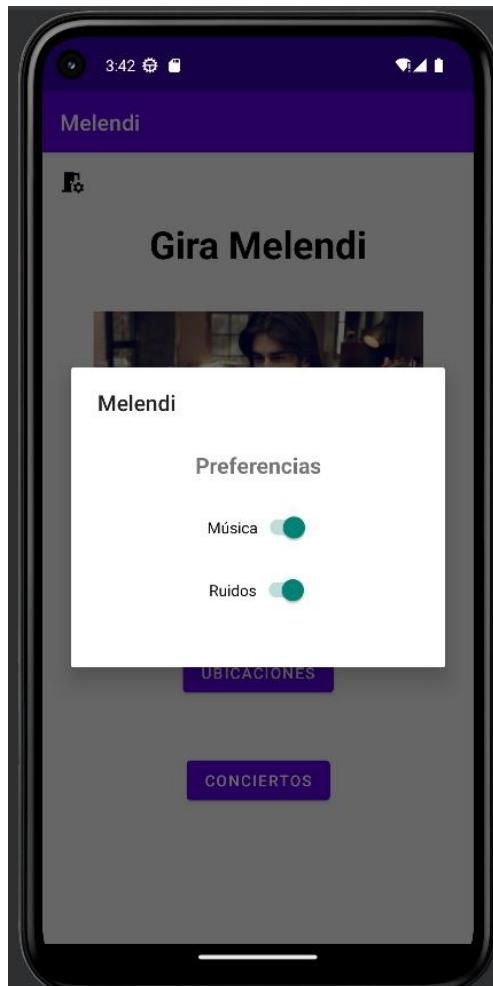 3:42
Melendi
Gira Melendi
Melendi
Preferencias
Música
Ruidos
UBICACIONES
CONCIERTOS